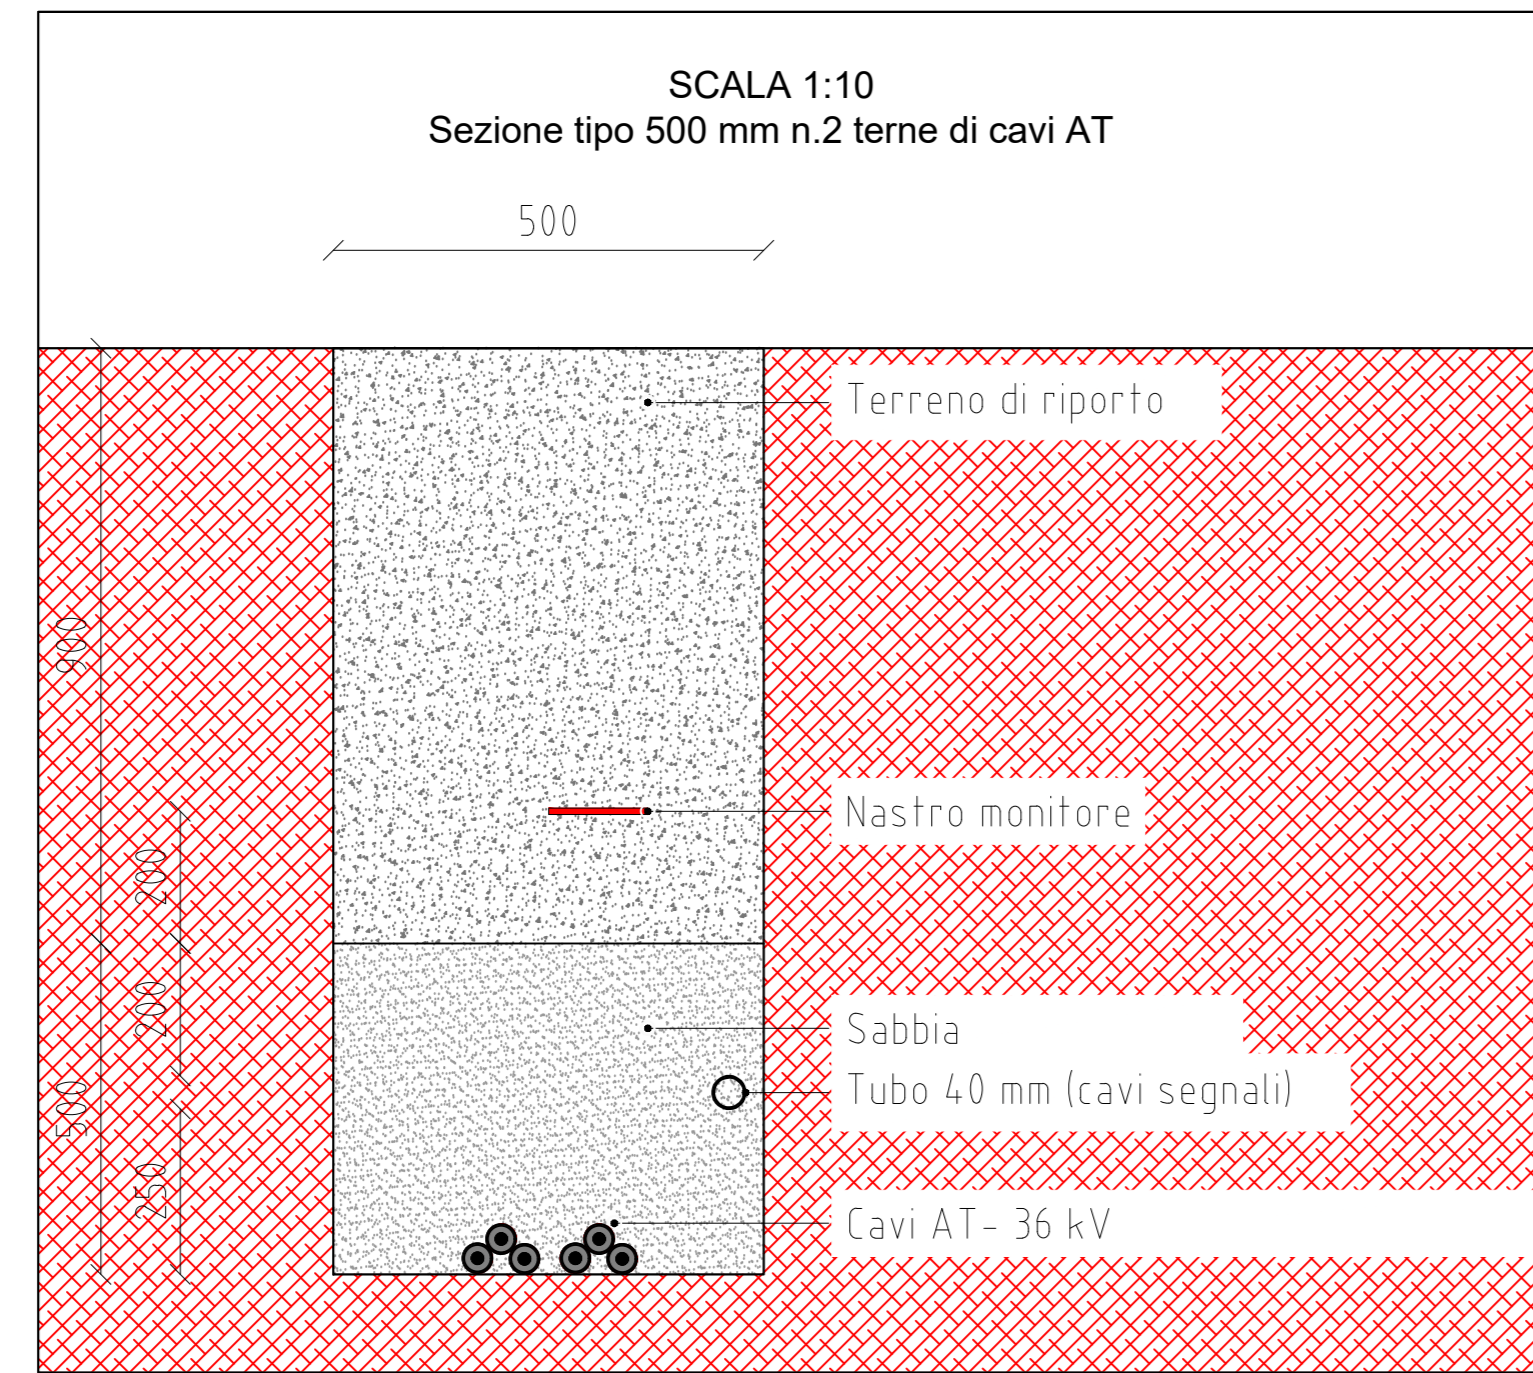 SCALA 1:10
Sezione tipo 500 mm n.2 terne di cavi AT
500
Terreno di riporto
900
Nastro monitore
200
200
Sabbia
Tubo 40 mm (cavi segnali)
500
250
Cavi AT- 36 kV